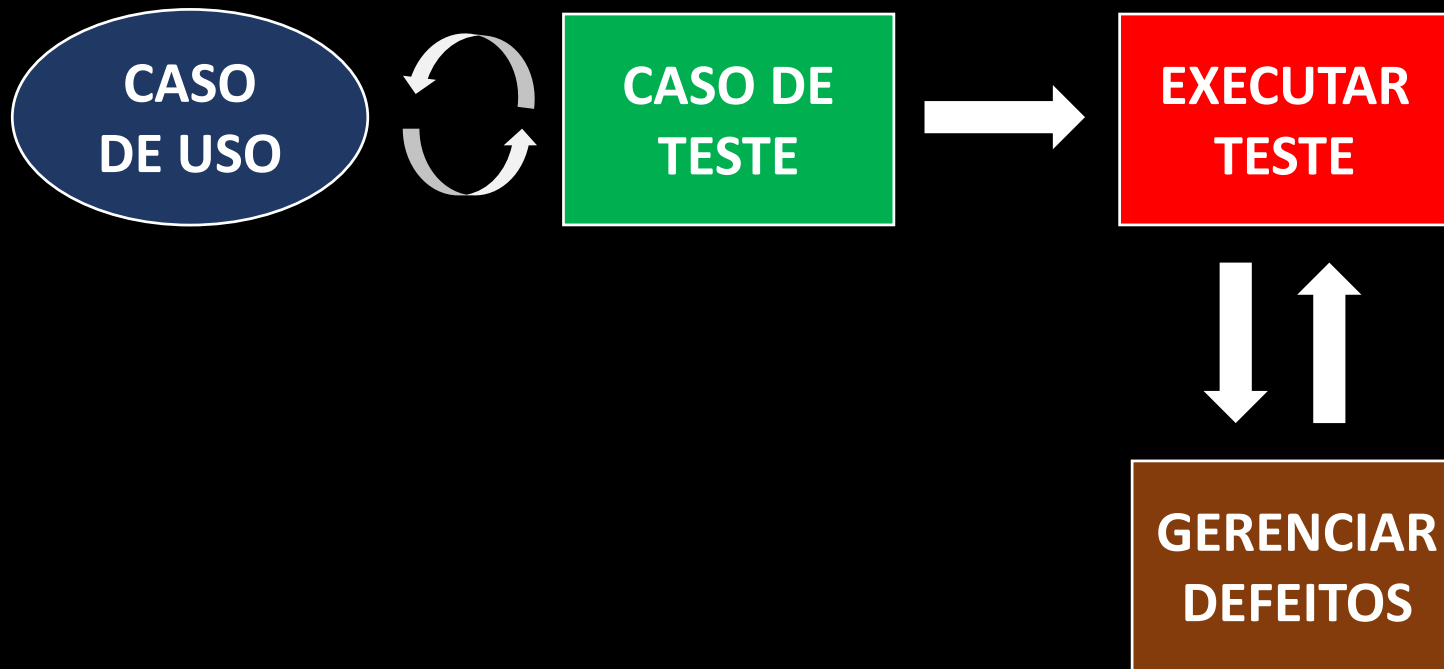 CASO
DE USO
CASO DE
TESTE
EXECUTAR
TESTE
GERENCIAR
DEFEITOS